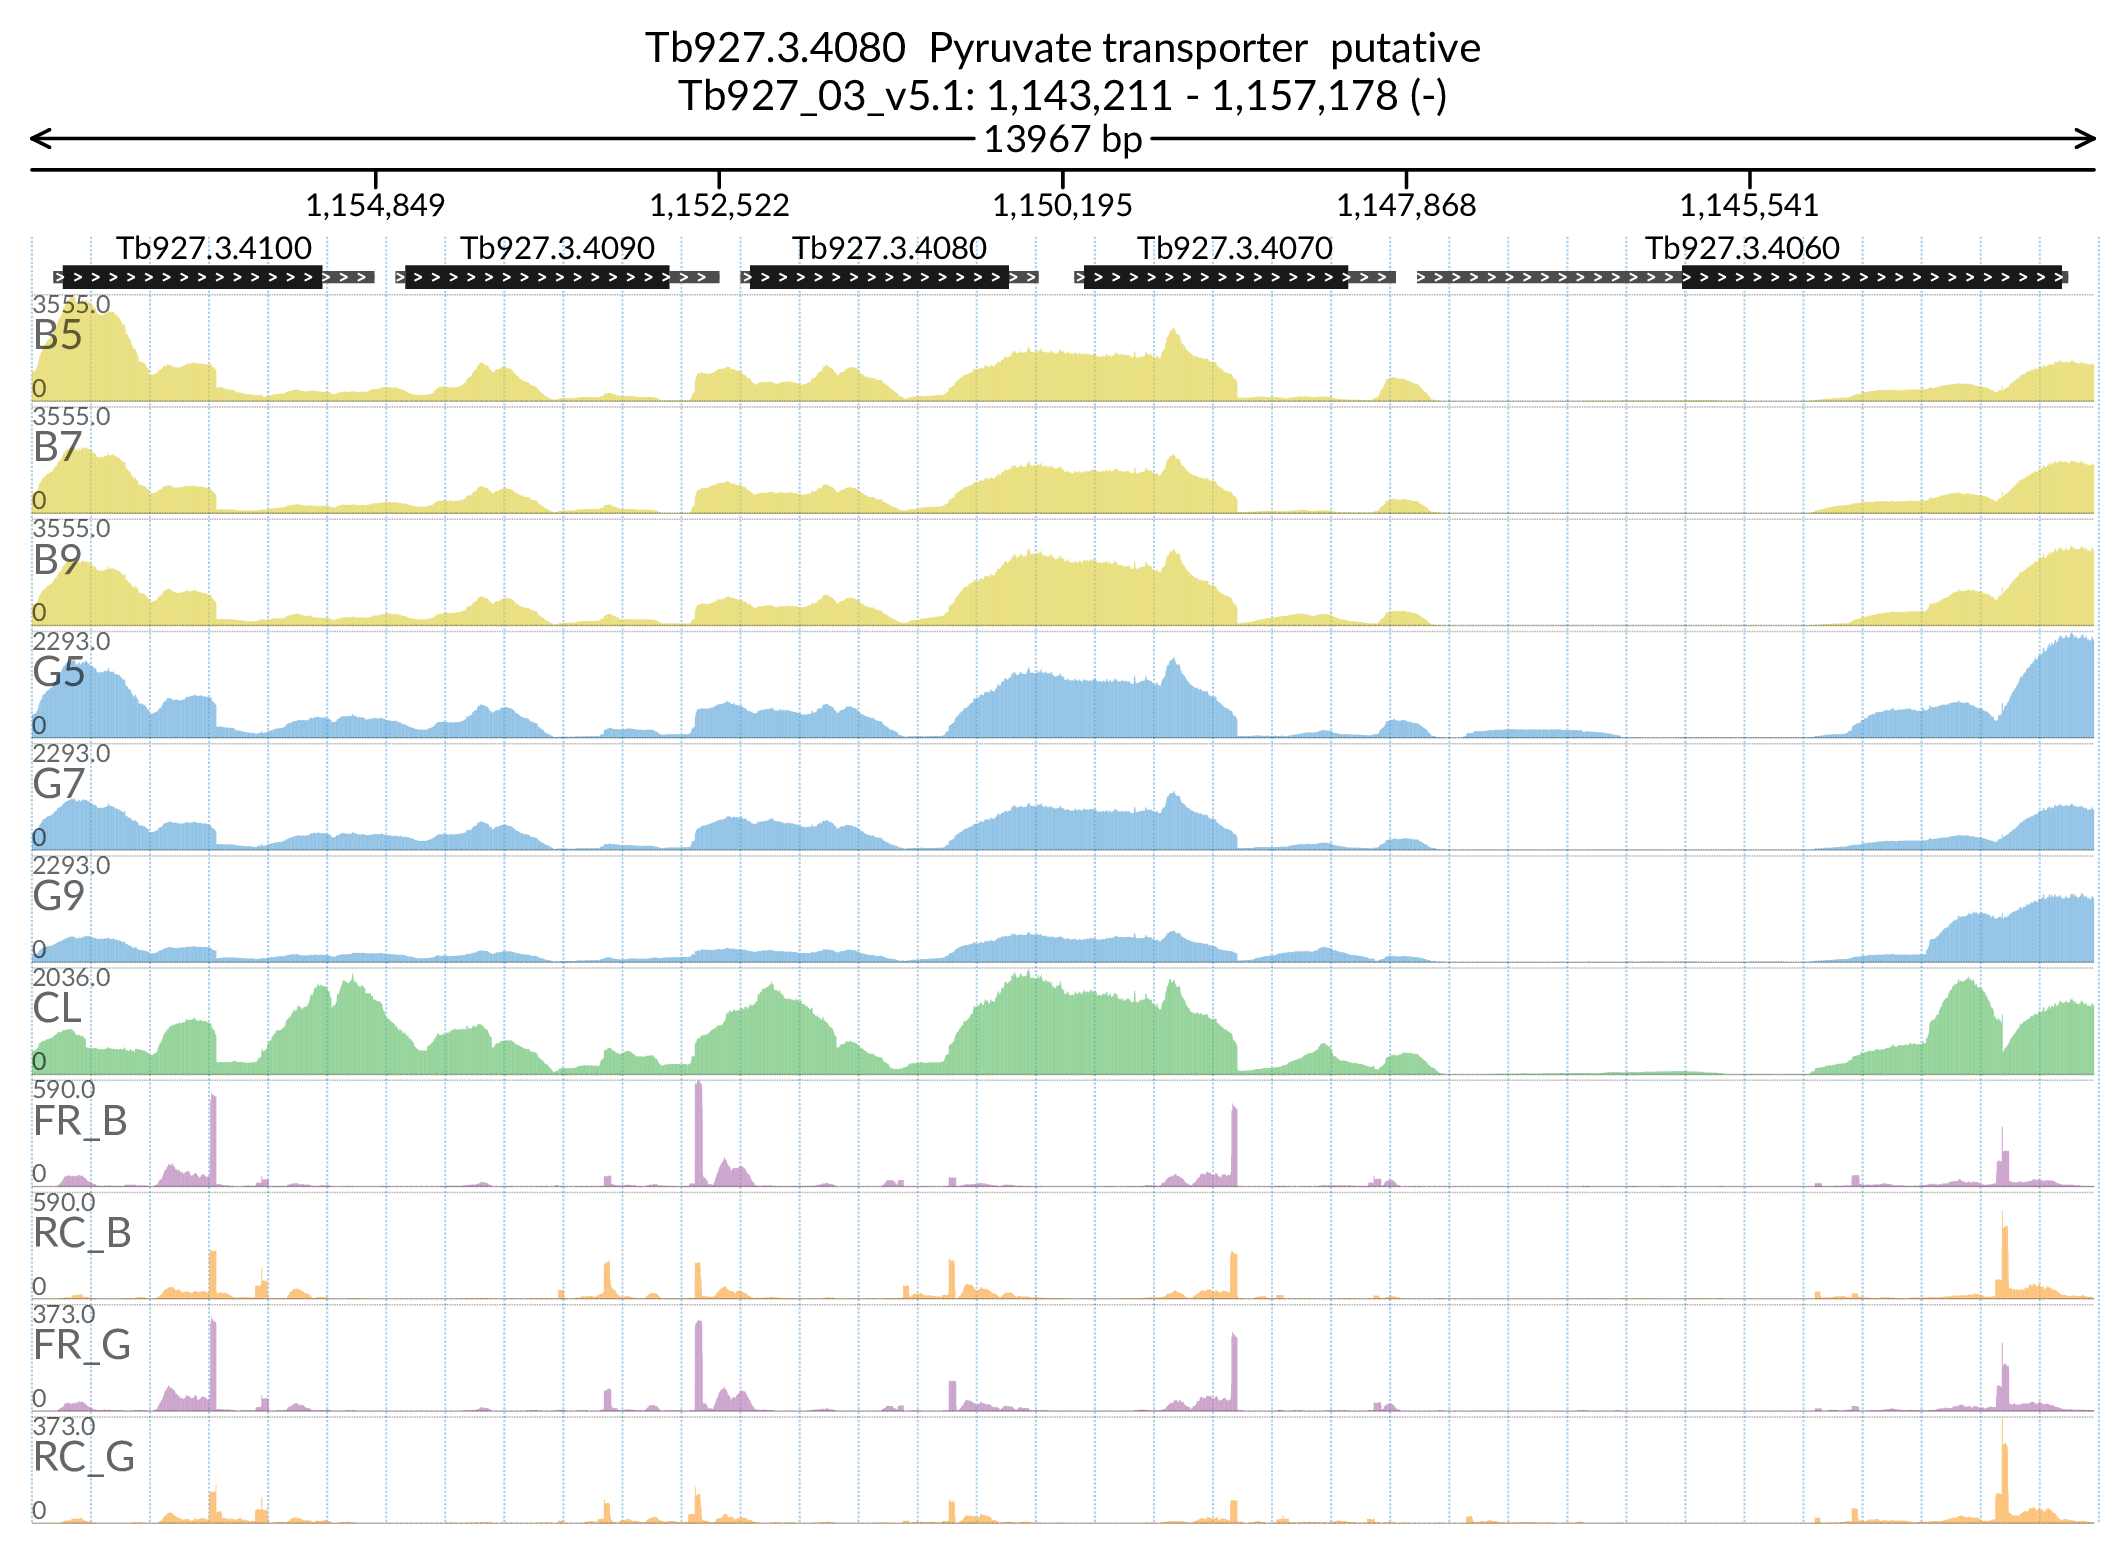 Tb927.3.4080  Pyruvate transporter  putative
Tb927_03_v5.1: 1,143,211 - 1,157,178 (-)
13967 bp
1,154,849 1,152,522 1,150,195 1,147,868 1,145,541
Tb927.3.4100 Tb927.3.4090 Tb927.3.4080 Tb927.3.4070 Tb927.3.4060
3555.0
B5
0
3555.0
B7
0
3555.0
B9
0
2293.0
G5
0
2293.0
G7
0
2293.0
G9
0
2036.0
CL
0
590.0
FR_B
0
590.0
RC_B
0
373.0
FR_G
0
373.0
RC_G
0